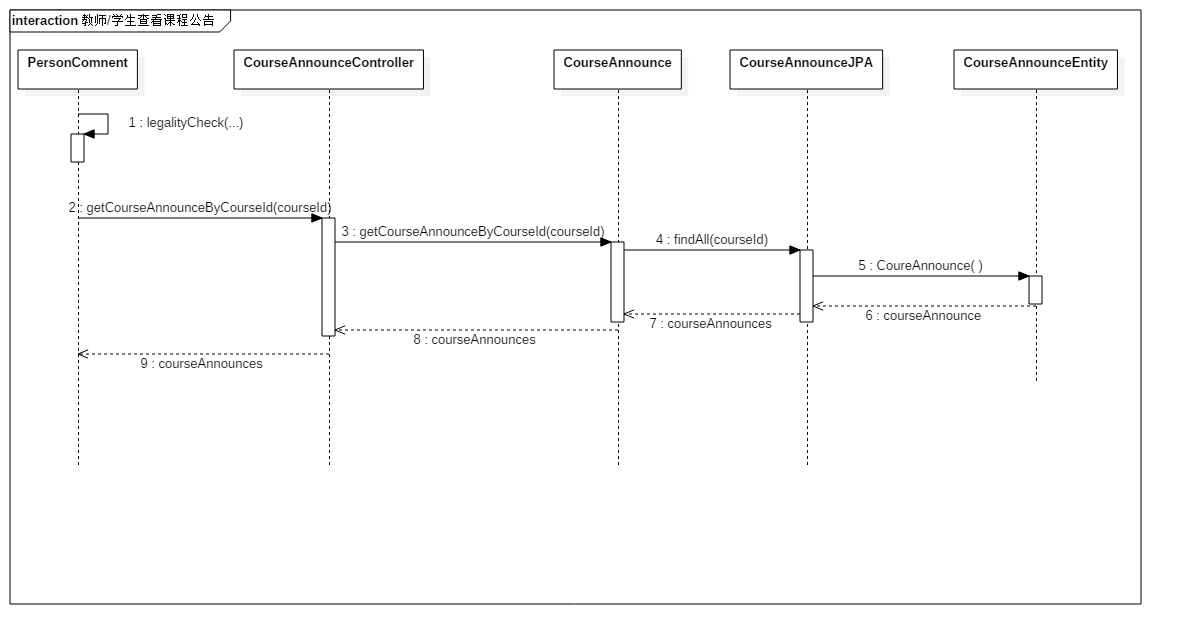 interaction 教师/学生查看课程公告
PersonComnent
CourseAnnounceController
CourseAnnounce
CourseAnnounceJPA
CourseAnnounceEntity
1 : legalityCheck(...)
2 : getCourseAnnounceByCourseId(courseId)
3 : getCourseAnnounceByCourseId(courseId)
4 : findAll(courseId)
5 : CoureAnnounce( )
6 : courseAnnounce
7 : courseAnnounces
8 : courseAnnounces
9 : courseAnnounces